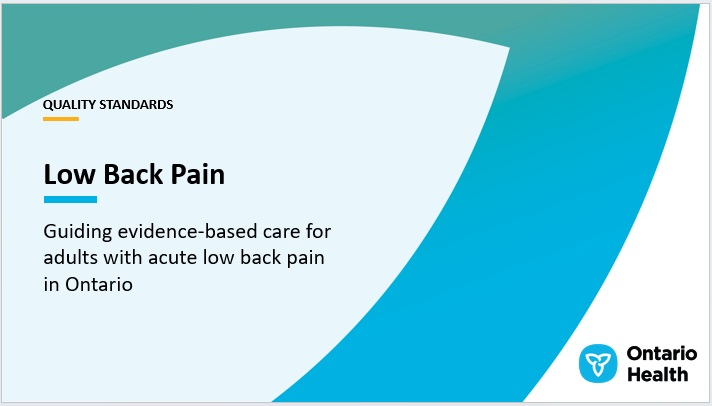 QUALITY STANDARDS
Low Back Pain
Guiding evidence-based care for
adults with acute low back pain
in Ontario
Ontario
Health